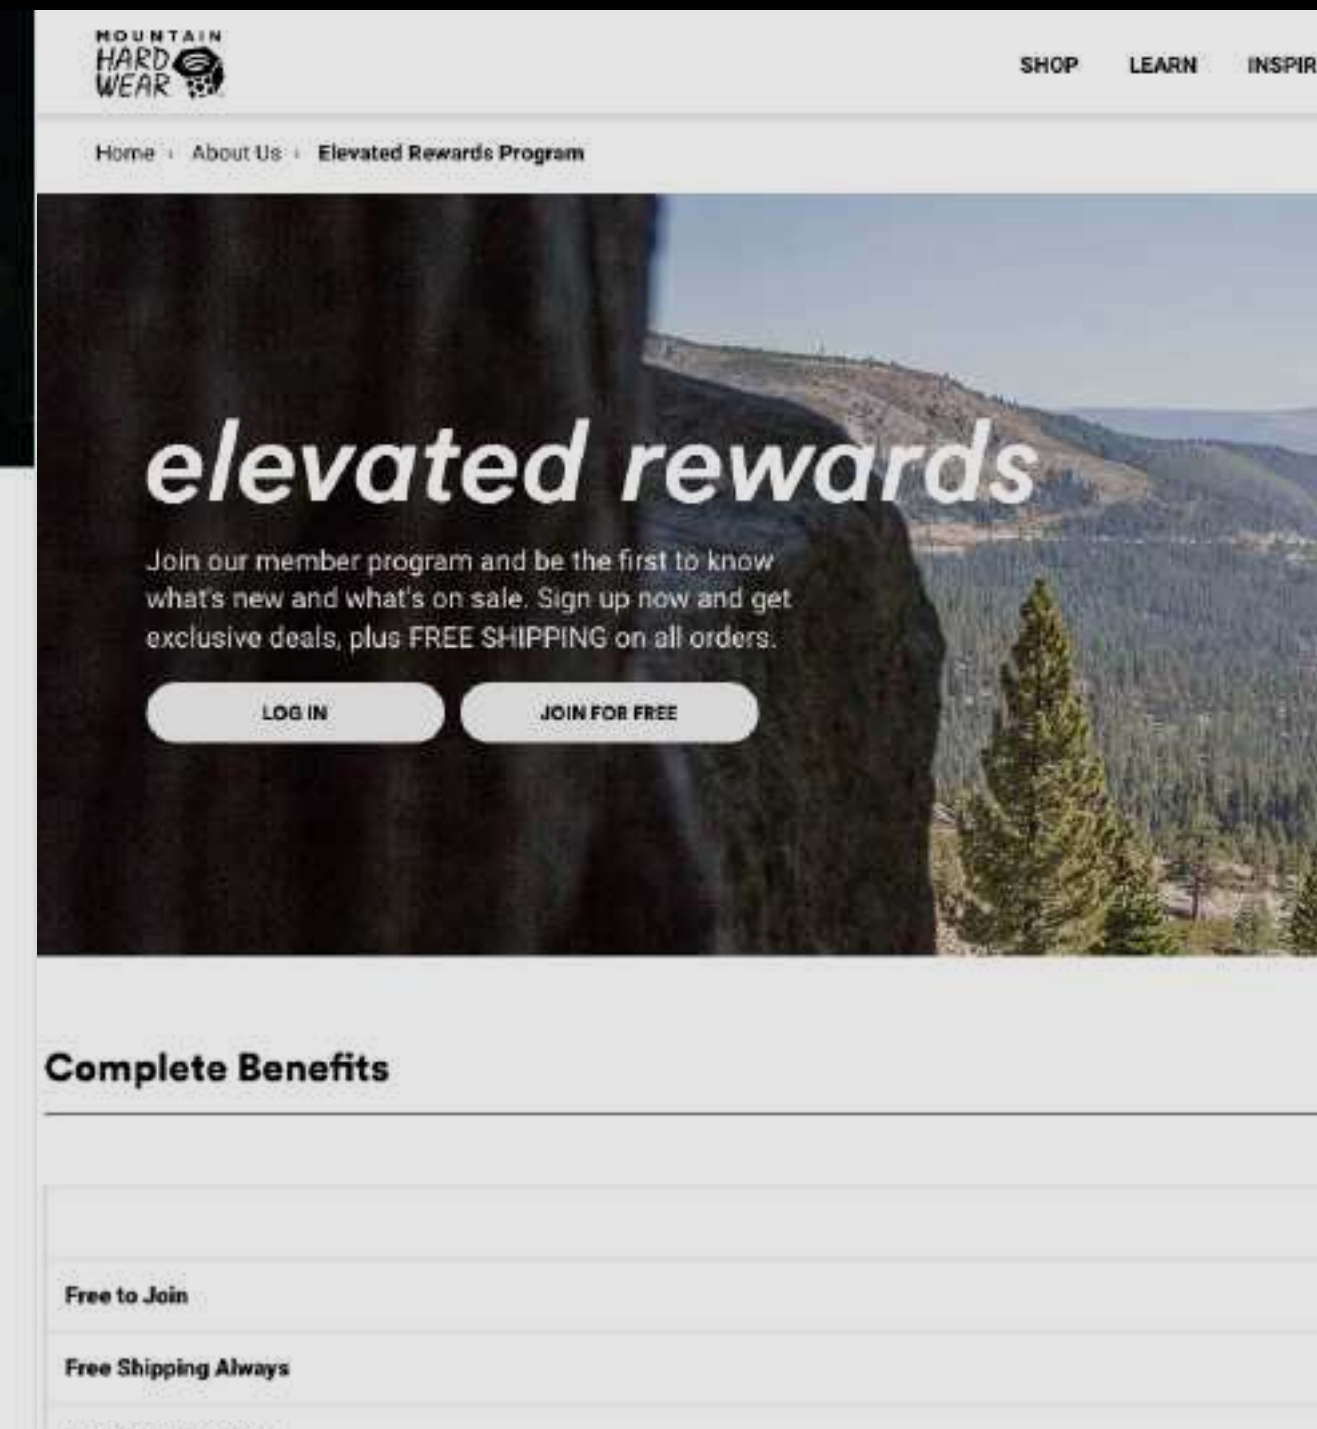 MOUNTAIN
HARD
WEAR
SHOP LEARN INSPIR
Home › About Us › Elevated Rewards Program
elevated rewards
Join our member program and be the first to know
what's new and what's on sale. Sign up now and get
exclusive deals, plus FREE SHIPPING on all orders.
LOG IN JOIN FOR FREE
Complete Benefits
Free to Join
Free Shipping Always